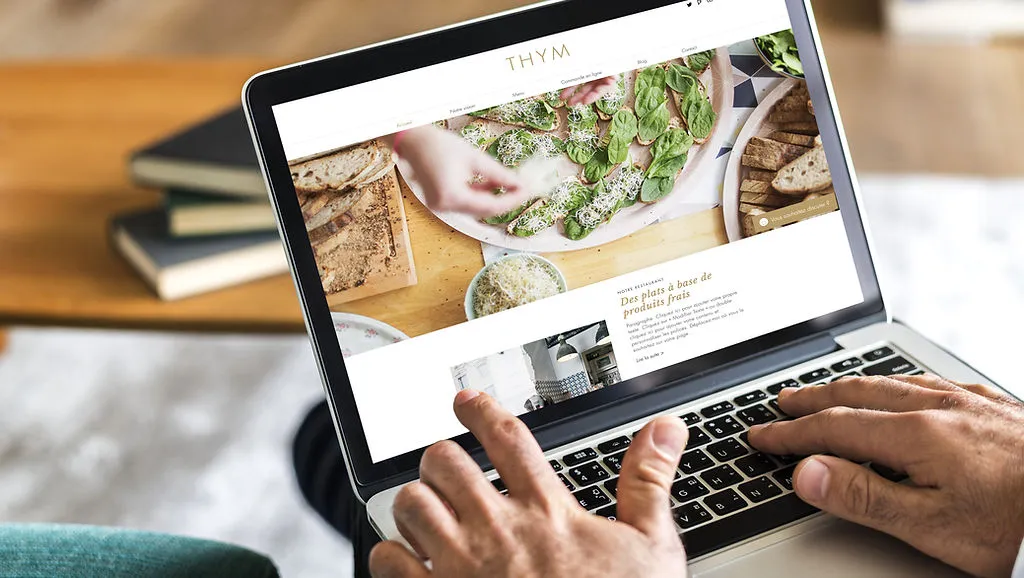 THYM
Accueil
Notre vision
Menu
Commande en ligne
Blog
Contact
Vous souhaitez discuter ?
NOTRE RESTAURANT
Des plats à base de
produits frais
Paragraphe. Cliquez ici pour ajouter votre propre
texte. Cliquez sur « Modifier Texte » ou double
cliquez ici pour ajouter votre contenu et
personnaliser les polices. Déplacez-moi où vous le
souhaitez sur votre page.
Lire la suite >